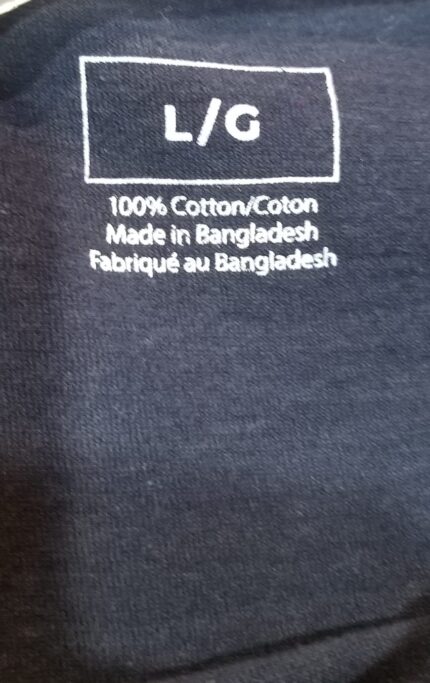 L/G
100% Cotton/Coton
Made in Bangladesh
Fabriqué au Bangladesh